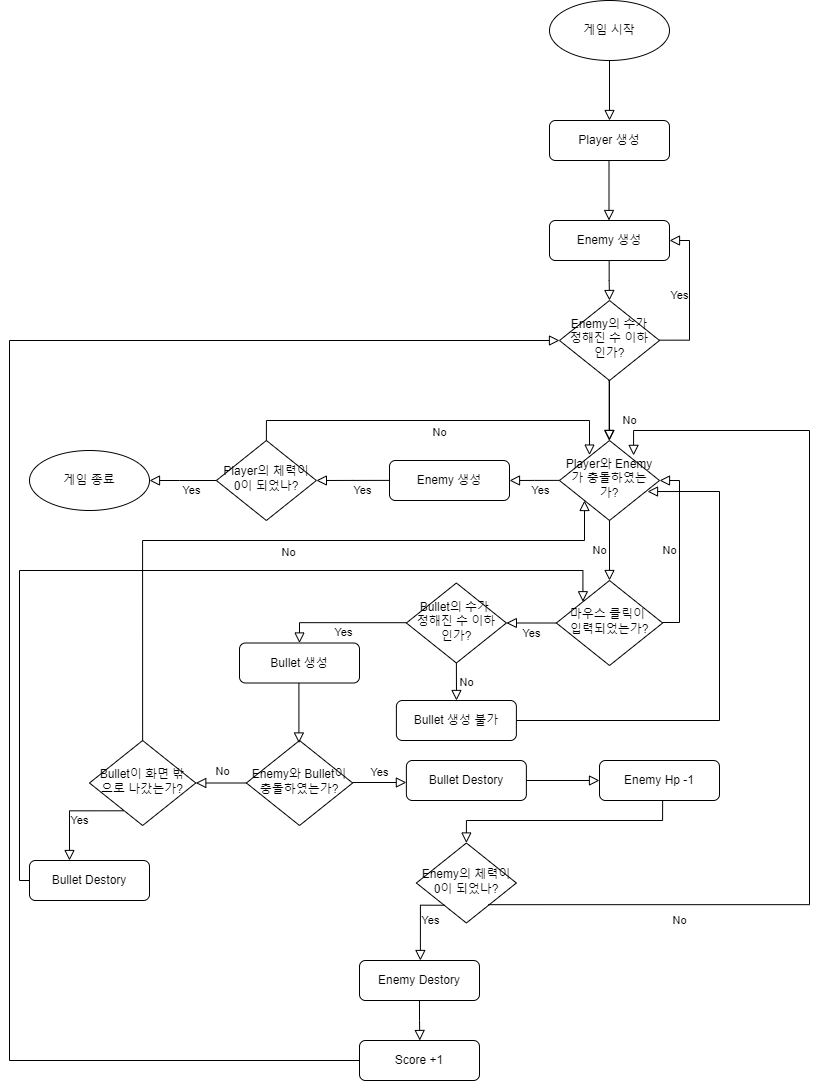 게임 시작
Player 생성
Enemy 생성
Yes
Enemy의 수가
정해진 수 이하
인가?
No
No
Player와 Enemy
가 충돌하였는
가?
Yes
Enemy 생성
Yes
Player의 체력이
0이 되었나?
Yes
게임 종료
No
No
No
마우스 클릭이
입력되었는가?
Yes
Bullet의 수가
정해진 수 이하
인가?
Yes
No
Bullet 생성
Bullet 생성 불가
Bullet이 화면 밖
으로 나갔는가?
No
Enemy와 Bullet이
충돌하였는가?
Yes
Bullet Destory
Enemy Hp -1
Yes
Bullet Destory
Enemy의 체력이
0이 되었나?
Yes
No
Enemy Destory
Score +1